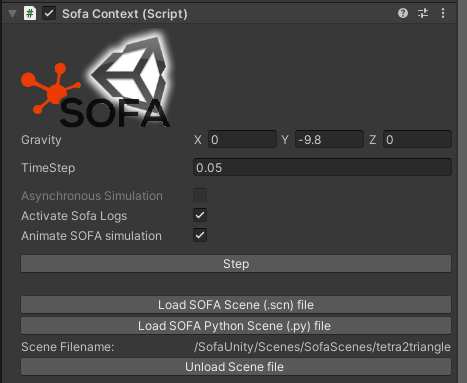 # Sofa Context (Script)
SOFA
Gravity X 0 Y -9.8 Z 0
TimeStep 0.05
Asynchronous Simulation
Activate Sofa Logs
Animate SOFA simulation
Step
Load SOFA Scene (.scn) file
Load SOFA Python Scene (.py) file
Scene Filename: /SofaUnity/Scenes/SofaScenes/tetra2triangle
Unload Scene file